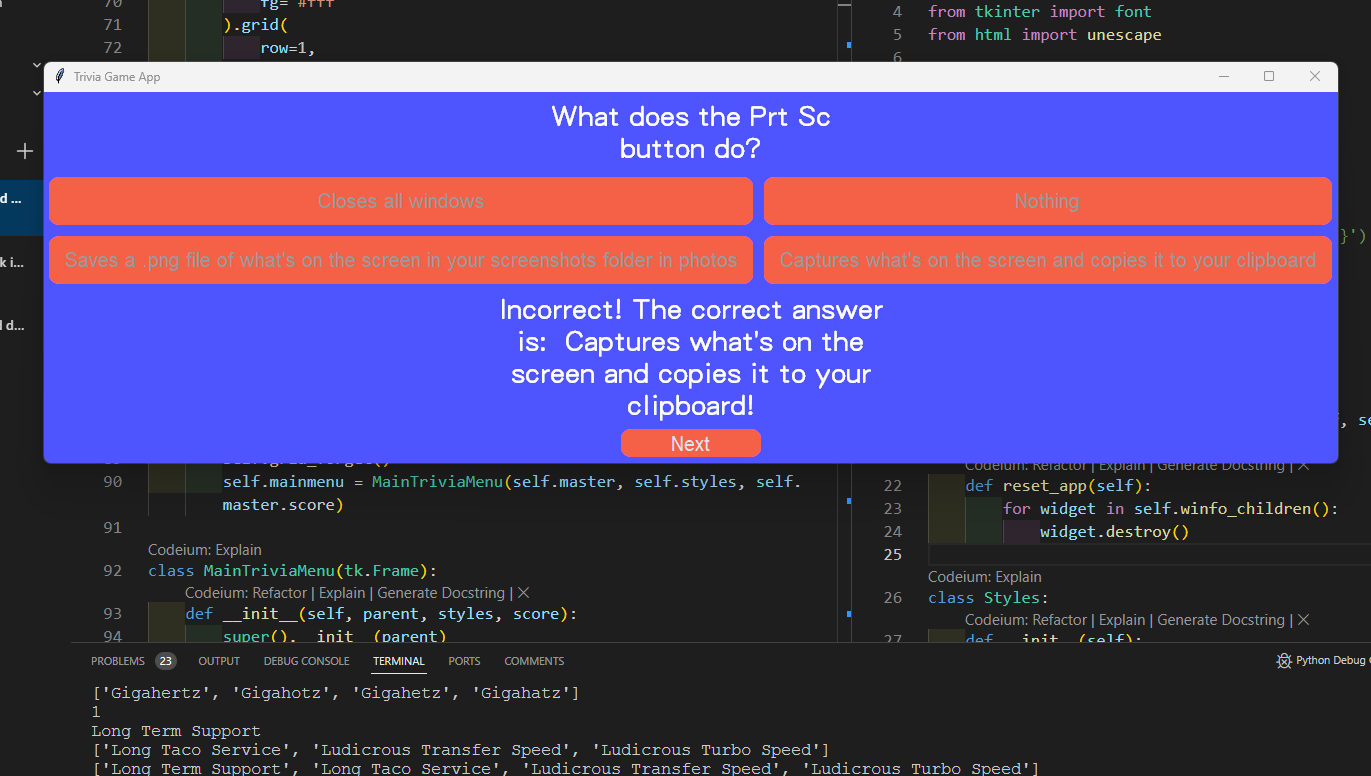 70 fg="#fff"
71 ).grid(
72 row=1,
4 from tkinter import font
5 from html import unescape
6
Trivia Game App
What does the Prt Sc
button do?
Closes all windows
Nothing
Saves a .png file of what's on the screen in your screenshots folder in photos
Captures what's on the screen and copies it to your clipboard
Incorrect! The correct answer
is:  Captures what's on the
screen and copies it to your
clipboard!
Next
d ...
k i...
d d...
}')
, se
90 self.mainmenu = MainTriviaMenu(self.master, self.styles, self.
master.score)
91
Codeium: Explain
92 class MainTriviaMenu(tk.Frame):
Codeium: Refactor | Explain | Generate Docstring | ✕
93 def __init__(self, parent, styles, score):
94 super().__init__(parent)
Codeium: Refactor | Explain | Generate Docstring | ✕
22 def reset_app(self):
23 for widget in self.winfo_children():
24 widget.destroy()
25
Codeium: Explain
26 class Styles:
Codeium: Refactor | Explain | Generate Docstring | ✕
27 def __init__(self):
PROBLEMS 23 OUTPUT DEBUG CONSOLE TERMINAL PORTS COMMENTS
Python Debug
['Gigahertz', 'Gigahotz', 'Gigahetz', 'Gigahatz']
1
Long Term Support
['Long Taco Service', 'Ludicrous Transfer Speed', 'Ludicrous Turbo Speed']
['Long Term Support', 'Long Taco Service', 'Ludicrous Transfer Speed', 'Ludicrous Turbo Speed']